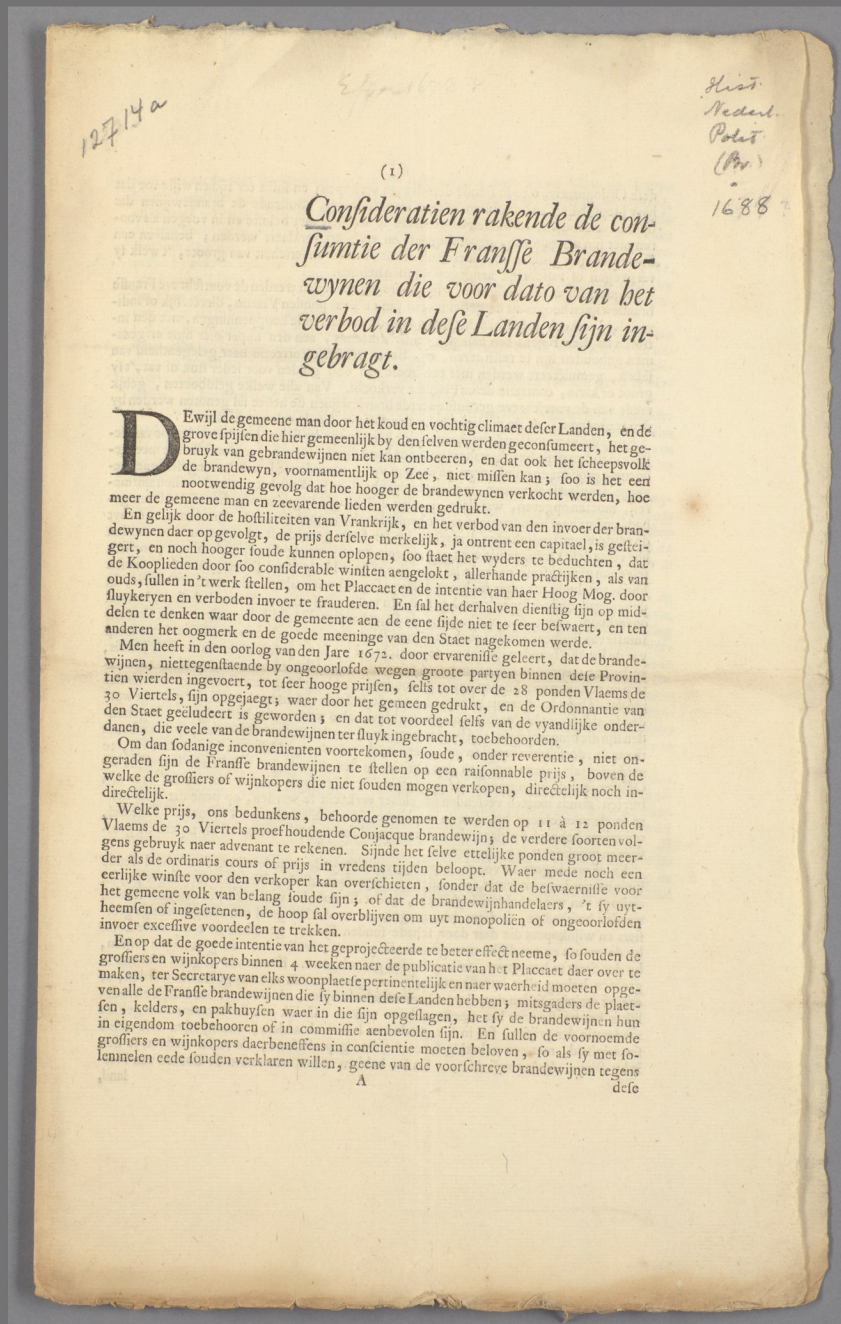 12714a
Hist.
Nederl.
Polit.
(Br.)
1688
(1)
Conſideratien rakende de con-
ſumtie der Franſſe Brande-
wynen die voor dato van het
verbod in deſe Landen ſijn in-
gebragt.
DEwijl de gemeene man door het koud en vochtig climaet deſer Landen, en de
grove ſpijſen die hier gemeenlijk by den ſelven werden geconſumeert, het ge-
bruyk van gebrandewijnen niet kan ontbeeren, en dat ook het ſcheepsvolk
de brandewyn, voornamentlijk op Zee, niet miſſen kan; ſoo is het een
nootwendig gevolg dat hoe hooger de brandewynen verkocht werden, hoe
meer de gemeene man en zeevarende lieden werden gedrukt.
En gelijk door de hoſtiliteiten van Vrankrijk, en het verbod van den invoer der bran-
dewynen daer op gevolgt, de prijs derſelve merkelijk, ja ontrent een capitael, is geſtei-
gert, en noch hooger ſoude kunnen oplopen, ſoo ſtaet het wyders te beduchten, dat
de Kooplieden door ſoo conſiderable winſten aengelokt, allerhande practijken, als van
ouds, ſullen in 't werk ſtellen, om het Placcaet en de intentie van haer Hoog Mog. door
ſluykeryen en verboden invoer te frauderen. En ſal het derhalven dienſtig ſijn op mid-
delen te denken waar door de gemeente aen de eene ſijde niet te ſeer beſwaert, en ten
anderen het oogmerk en de goede meeninge van den Staet nagekomen werde.
Men heeft in den oorlog van den Jare 1672. door ervareniſſe geleert, dat de brande-
wijnen, niettegenſtaende by ongeoorlofde wegen groote partyen binnen deſe Provin-
tien wierden ingevoert, tot ſeer hooge prijſen, ſelfs tot over de 28 ponden Vlaems de
30 Viertels, ſijn opgejaegt; waer door het gemeen gedrukt, en de Ordonnantie van
den Staet geëludeert is geworden; en dat tot voordeel ſelfs van de vyandlijke onder-
danen, die veele van de brandewijnen ter ſluyk ingebracht, toebehoorden.
Om dan ſodanige inconvenienten voortekomen, ſoude, onder reverentie, niet on-
geraden ſijn de Franſſe brandewijnen te ſtellen op een raiſonnable prijs, boven de
welke de groſſiers of wijnkopers die niet ſouden mogen verkopen, directelijk noch in-
directelijk.
Welke prijs, ons bedunkens, behoorde genomen te werden op 11 à 12 ponden
Vlaems de 30 Viertels proefhoudende Conjacque brandewijn; de verdere ſoorten vol-
gens gebruyk naer advenant te rekenen. Sijnde het ſelve ettelijke ponden groot meer-
der als de ordinaris cours of prijs in vredens tijden beloopt. Waer mede noch een
eerlijke winſte voor den verkoper kan overſchieten, ſonder dat de beſwaerniſſe voor
het gemeene volk van belang ſoude ſijn; of dat de brandewijnhandelaers, 't ſy uyt-
heemſen of ingeſetenen, de hoop ſal overblijven om uyt monopoliën of ongeoorlofden
invoer exceſſive voordeelen te trekken.
En op dat de goede intentie van het geprojecteerde te beter effect neeme, ſo ſouden de
groſſiers en wijnkopers binnen 4 weeken naer de publicatie van het Placcaet daer over te
maken, ter Secretarye van elks woonplaetſe pertinentelijk en naer waerheid moeten opge-
ven alle de Franſſe brandewijnen die ſy binnen deſe Landen hebben; mitsgaders de plaet-
ſen, kelders, en pakhuyſen waer in die ſijn opgeſlagen, het ſy de brandewijnen hun
in eigendom toebehooren of in commiſſie aenbevolen ſijn. En ſullen de voornoemde
groſſiers en wijnkopers daerbeneffens in conſcientie moeten beloven, ſo als ſy met ſo-
lemnelen eede ſouden verklaren willen, geene van de voorſchreve brandewijnen tegens
A
deſe